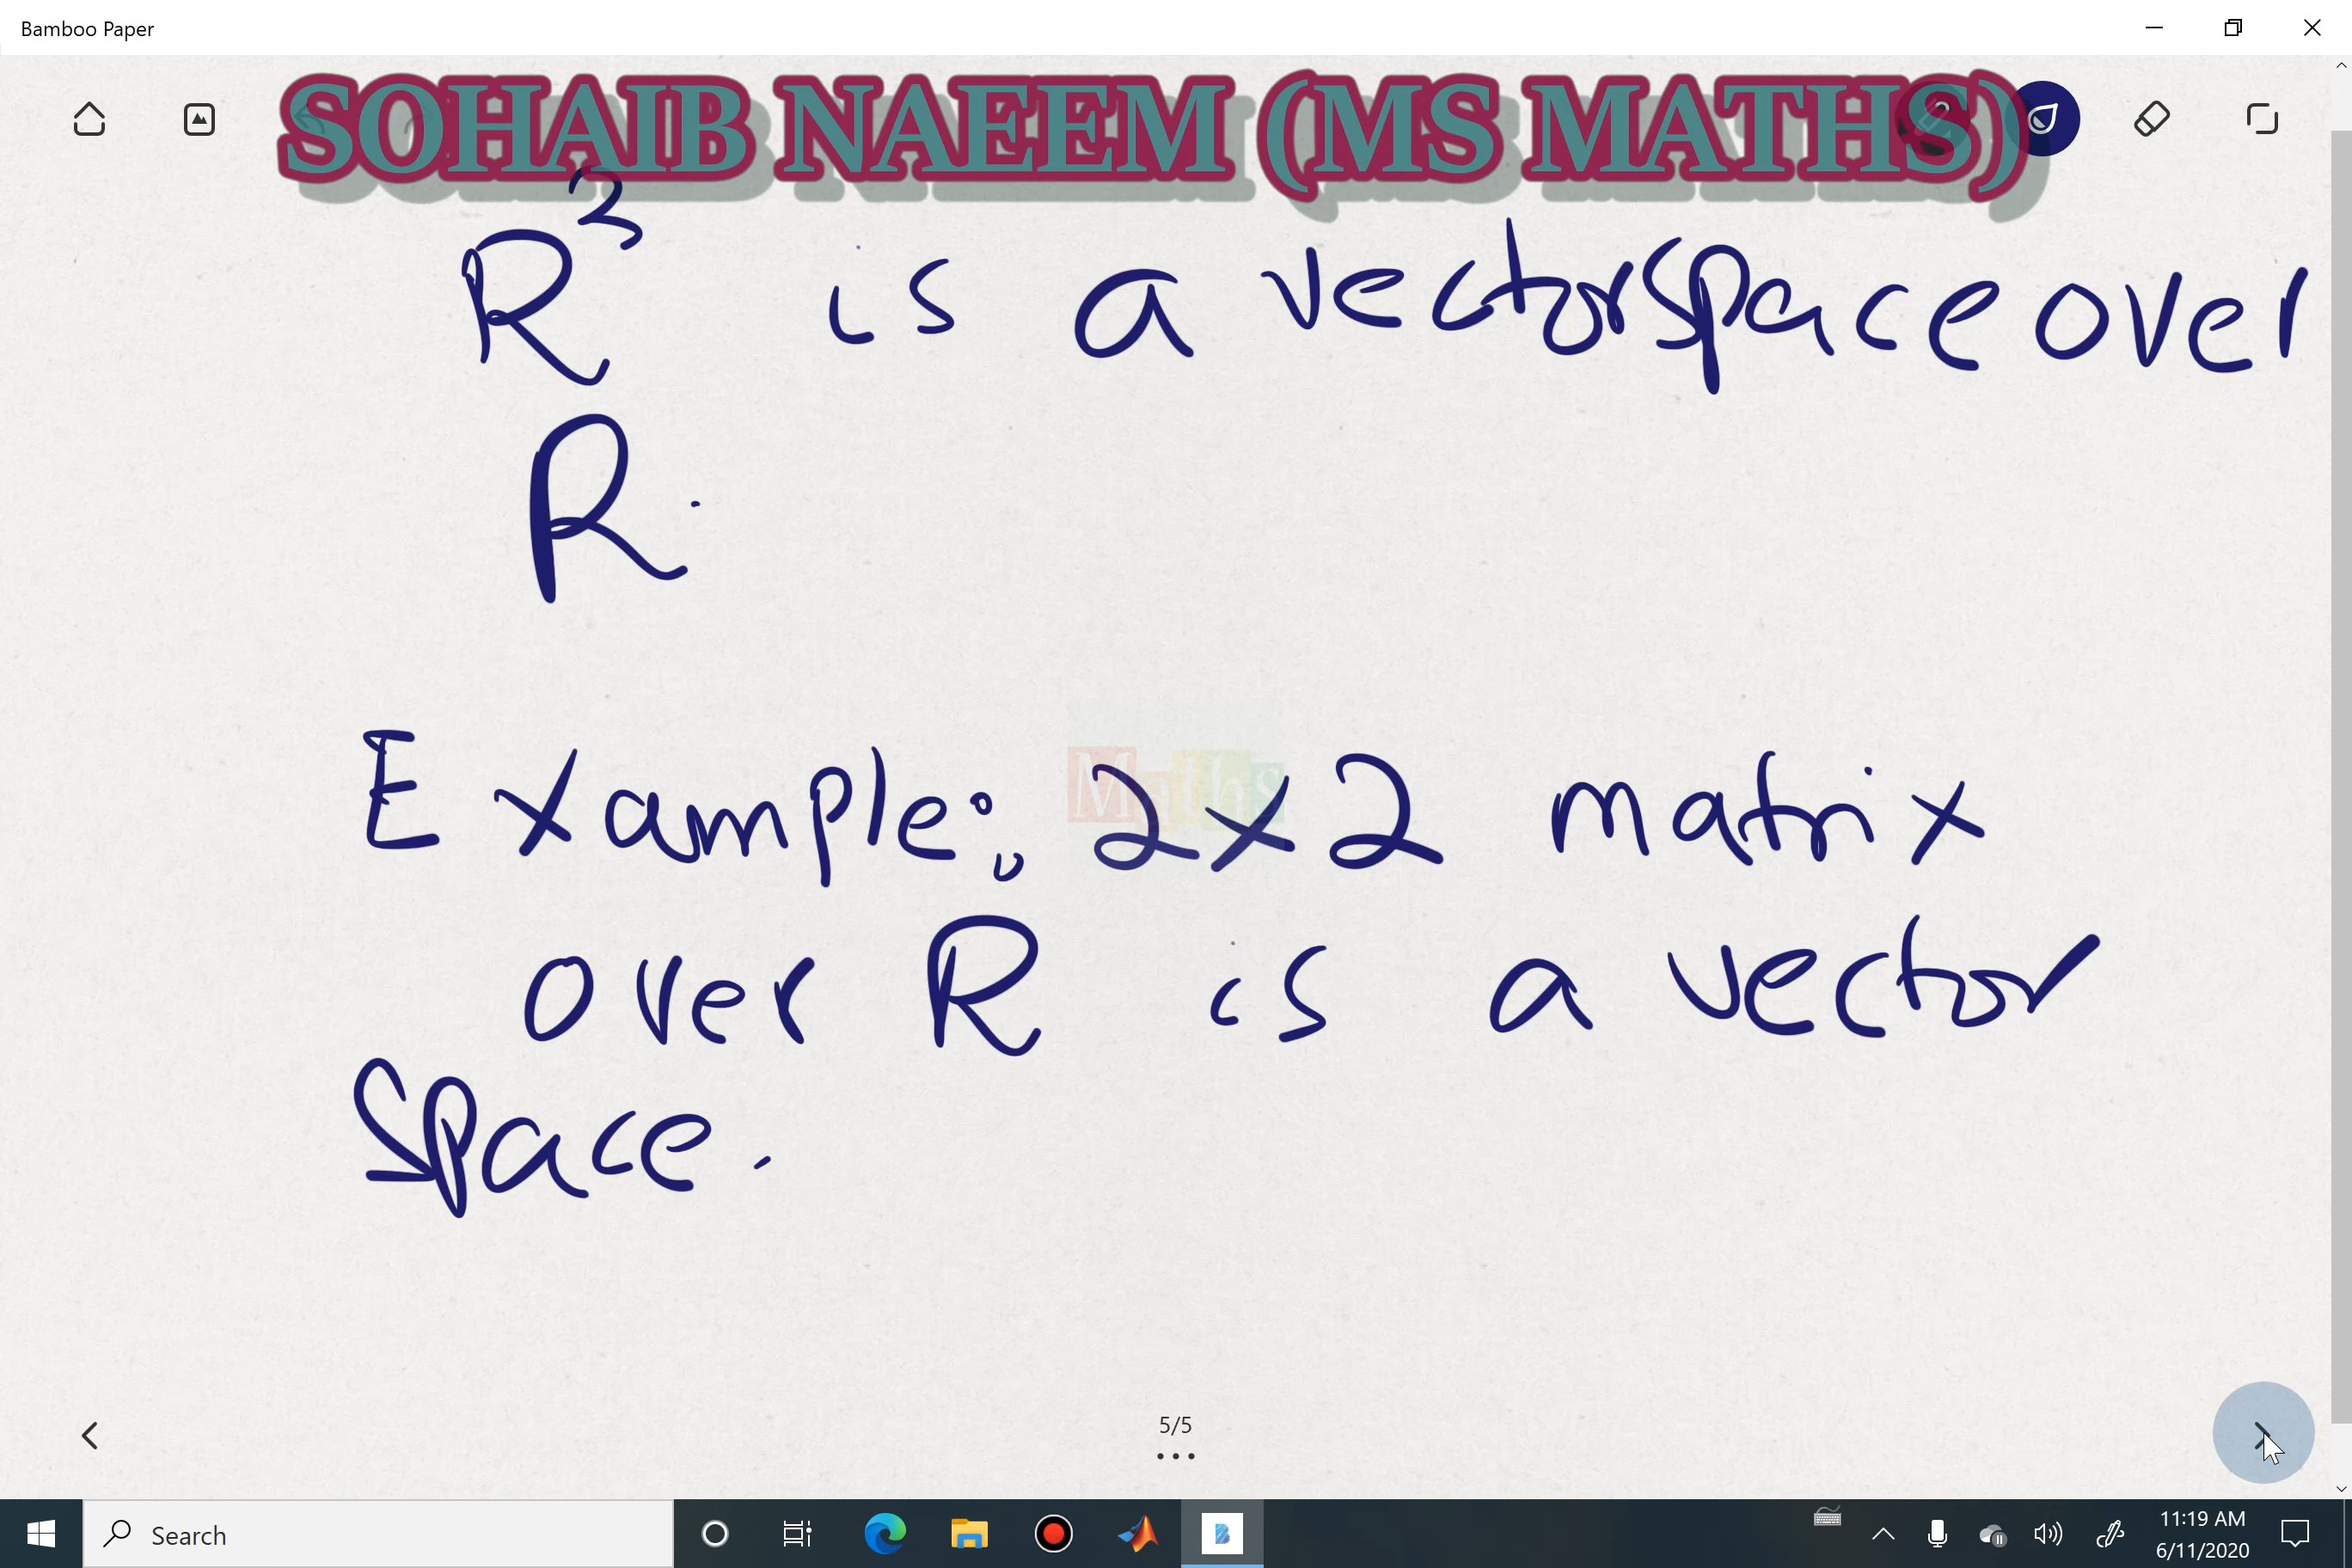 Bamboo Paper
SOHAIB NAEEM (MS MATHS)
R³ is a vectorspace over
R.
Example: 2x2 matrix
Maths
over R is a vector
Space.
5/5
Search
11:19 AM
6/11/2020